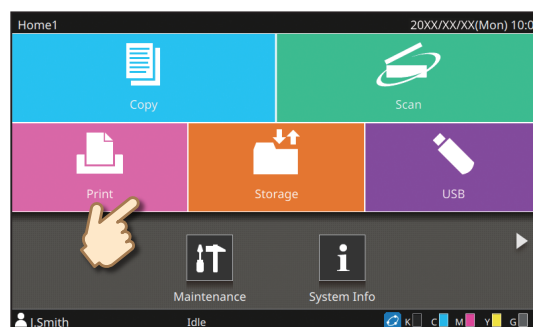 Home1 20XX/XX/XX(Mon) 10:0
Copy Scan
Print Storage USB
Maintenance System Info
J.Smith Idle K C M Y G